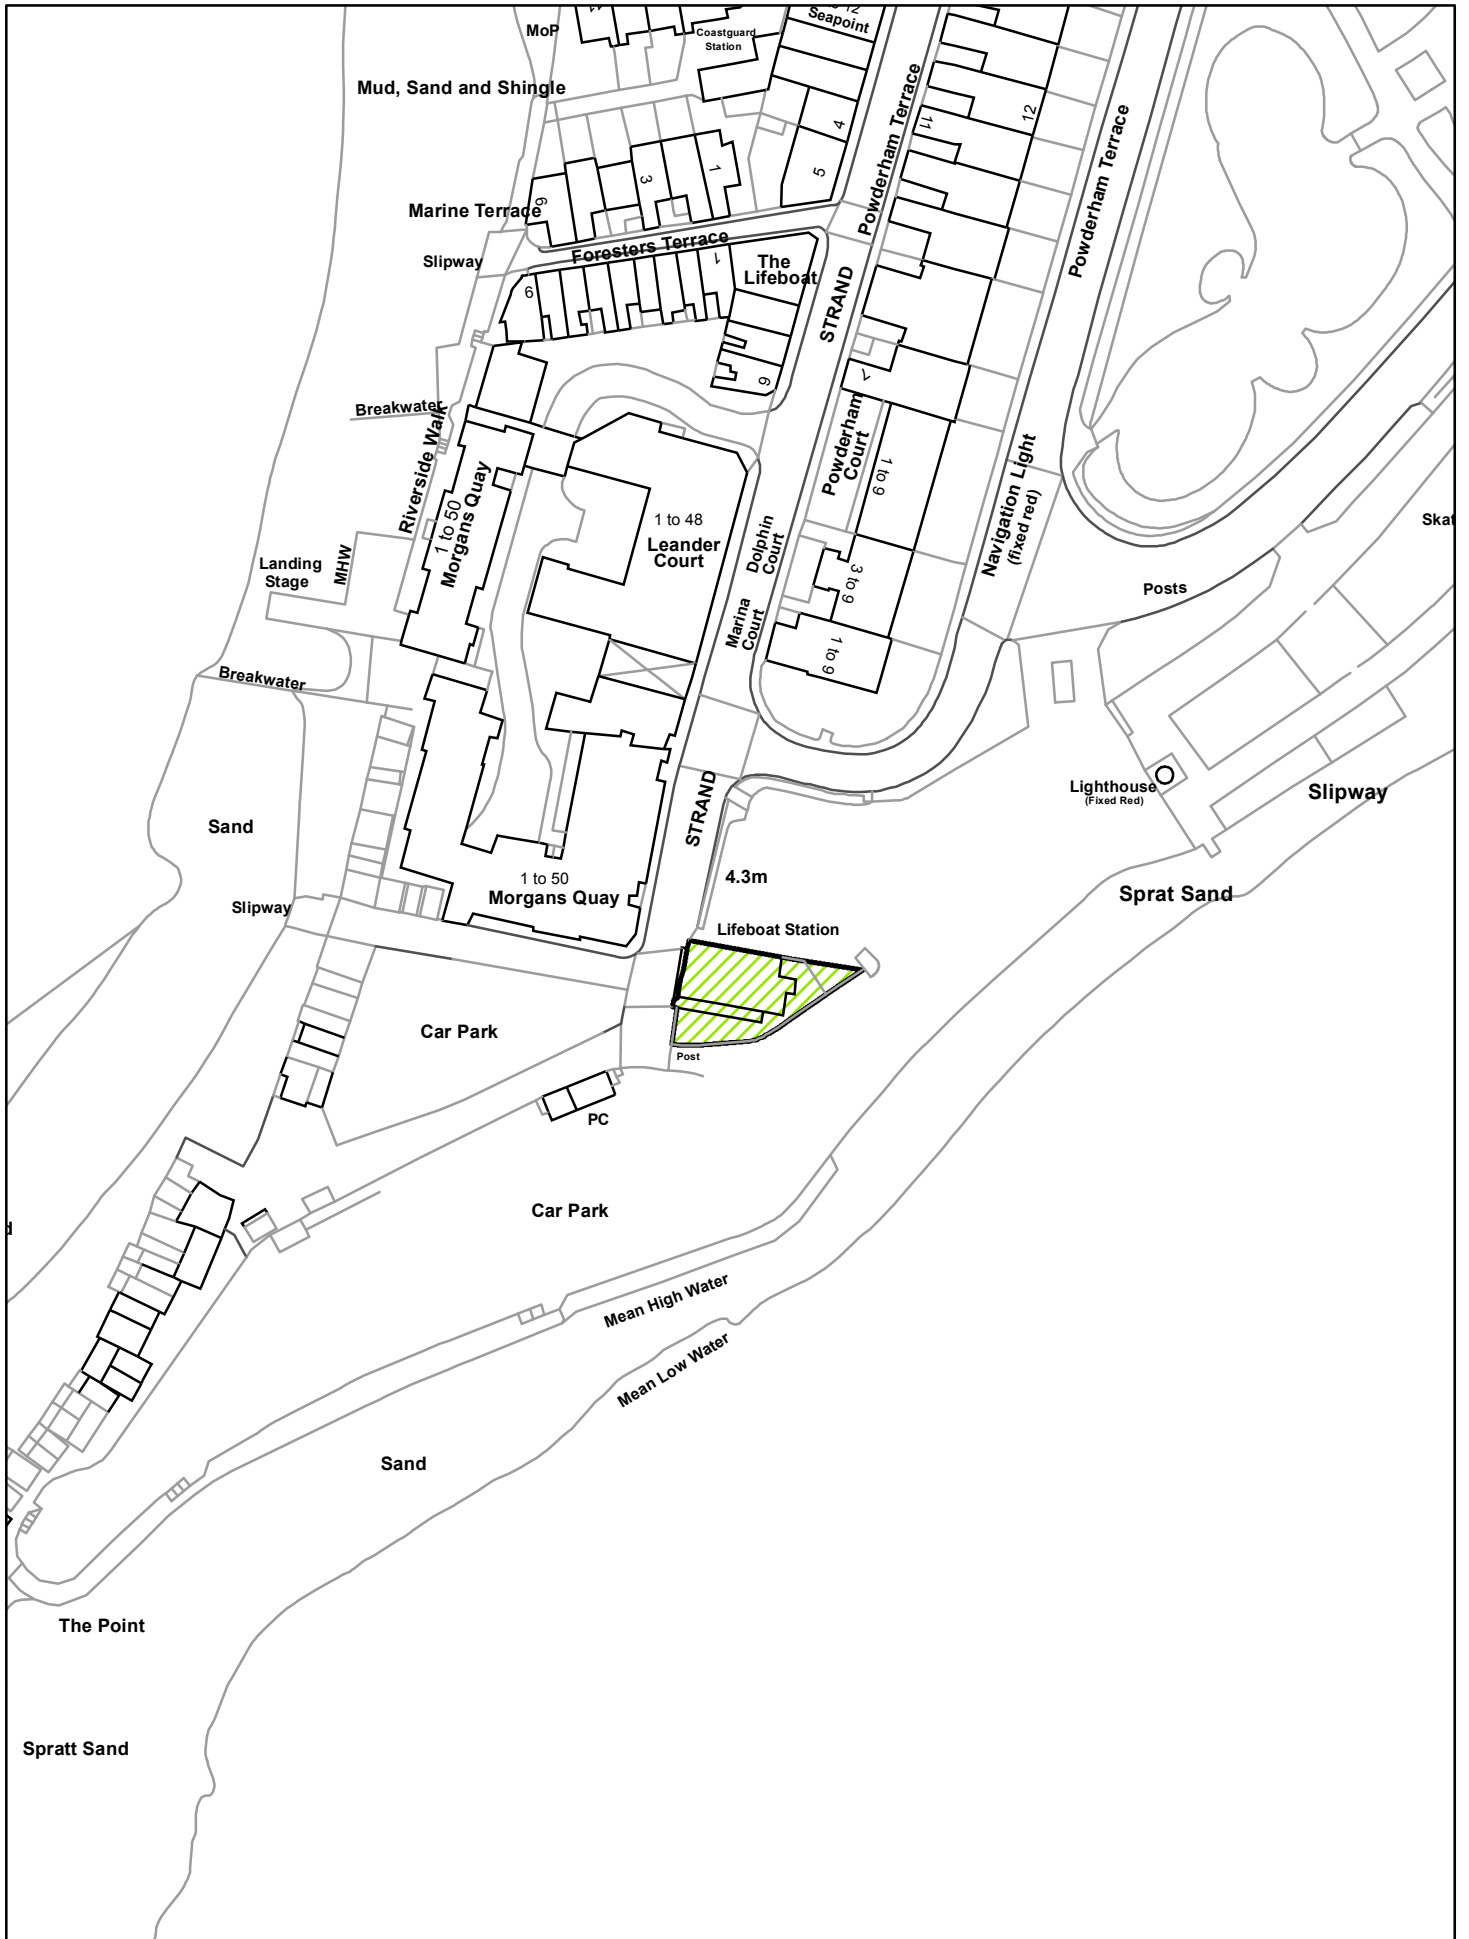 MoP
11
Coastguard
Station
12
Seapoint
Mud, Sand and Shingle
4
5
Powderham Terrace
11
12
Powderham Terrace
Marine Terrace
6
3
1
Foresters Terrace
Slipway
9
1
The
Lifeboat
STRAND
6
7
Breakwater
Riverside Walk
1 to 50
Morgans Quay
1 to 48
Leander
Court
Powderham
Court
1 to 9
Dolphin
Court
Navigation Light
(fixed red)
Landing
Stage
MHW
Marina
Court
3 to 9
1 to 9
Posts
Breakwater
Sand
STRAND
Lighthouse
(Fixed Red)
Slipway
1 to 50
Morgans Quay
4.3m
Sprat Sand
Slipway
Lifeboat Station
Car Park
Post
PC
Car Park
Mean High Water
Mean Low Water
Sand
The Point
Spratt Sand